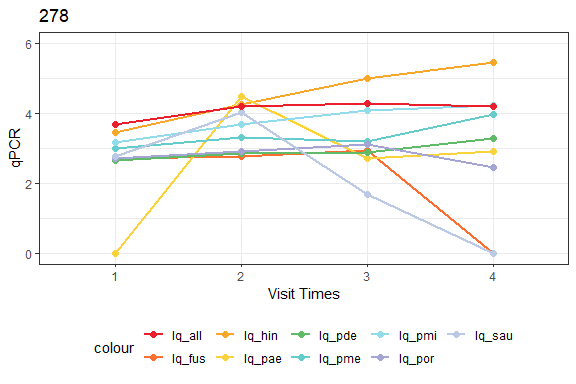 278
6
4
2
0
qPCR
1 2 3 4
Visit Times
colour
lq_all lq_hin lq_pde lq_pmi lq_sau
lq_fus lq_pae lq_pme lq_por